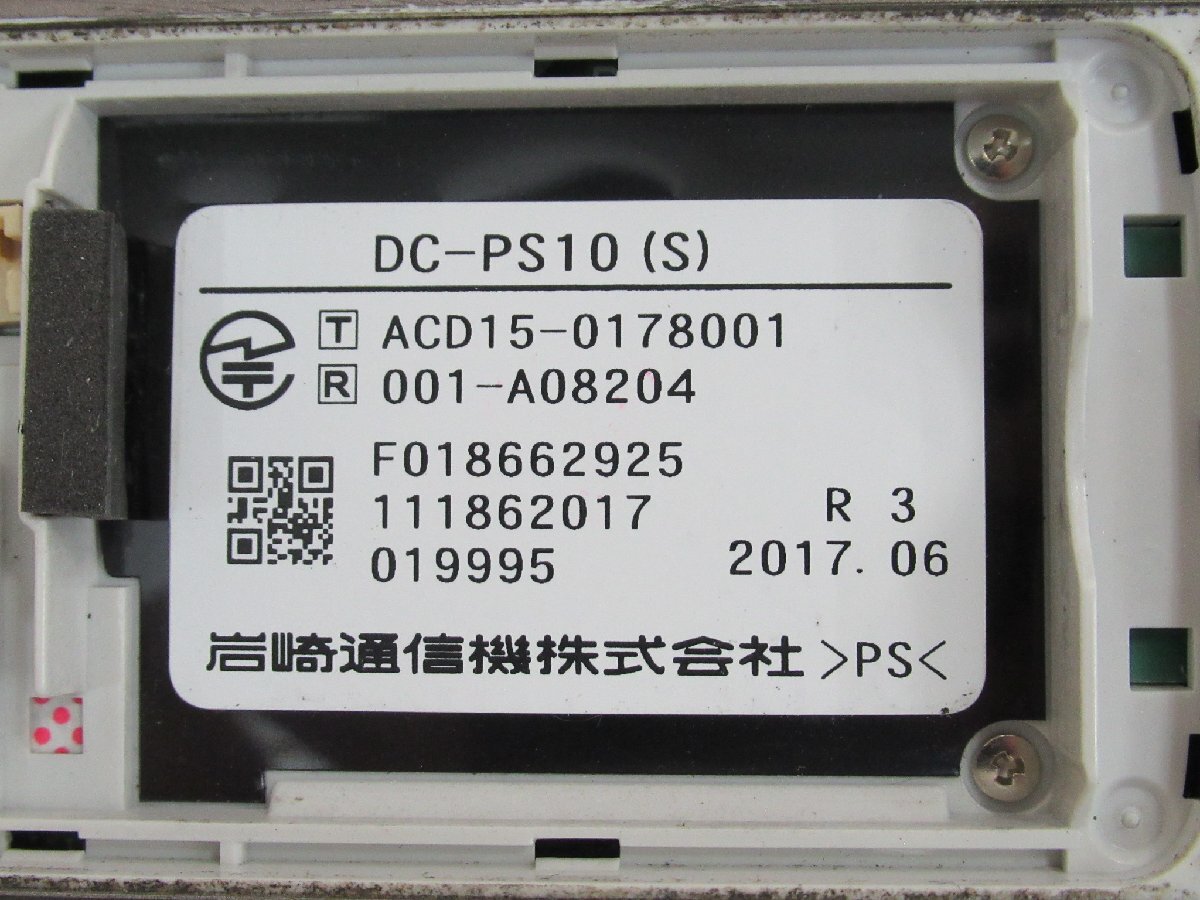 DC-PS10 (S)
T ACD15-0178001
R 001-A08204
F018662925
111862017 R 3
019995 2017. 06
岩崎通信機株式会社 >PS<